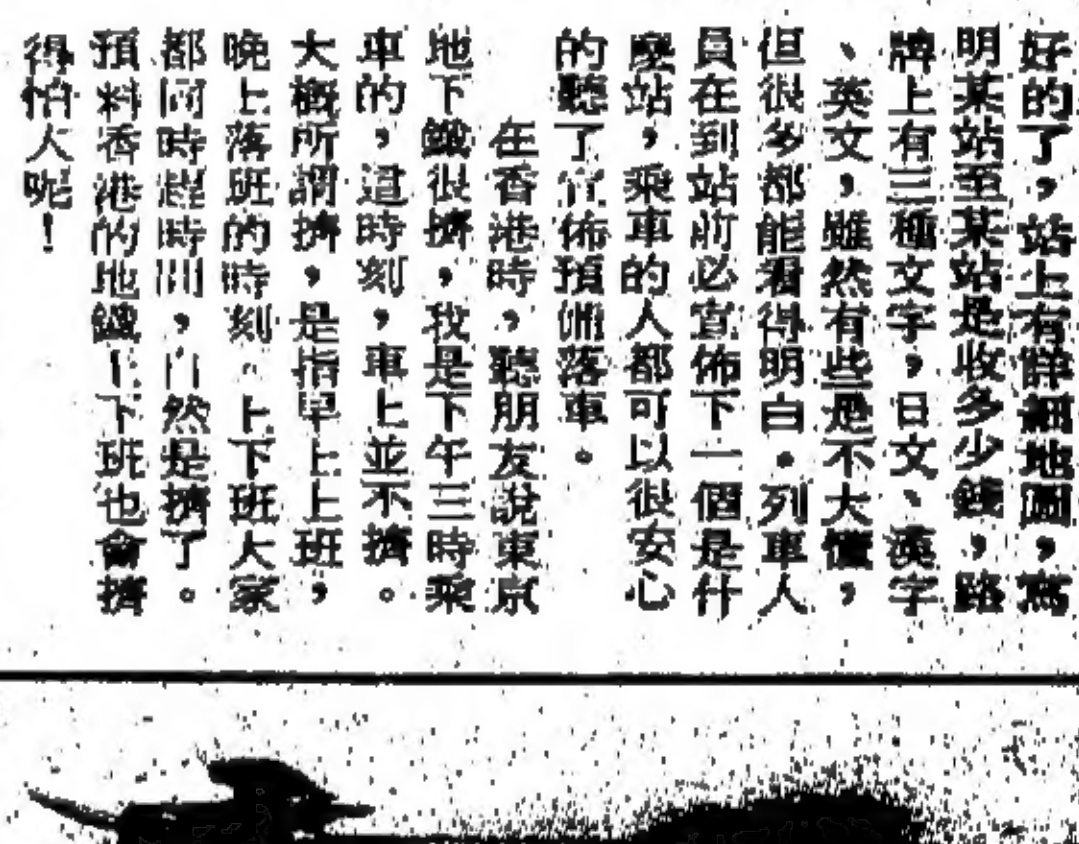 好的了，站上有詳細地圖，寫
明某站至某站是收多少錢，路
牌上有三種文字，日文、漢字
、英文，雖然有些是不大懂，
但很多都能看得明白。列車人
員在到站前必宣佈下一個是什
麼站，乘車的人都可以很安心
的聽了宣佈預備落車。
在香港時，聽朋友說東京
地下鐵很擠，我是下午三時乘
車的，這時刻，車上並不擠。
大概所謂擠，是指早上上班，
晚上落班的時刻。上下班大家
都同時趕時間，自然是擠了。
預料香港的地鐵上下班也會擠
得怕人呢！